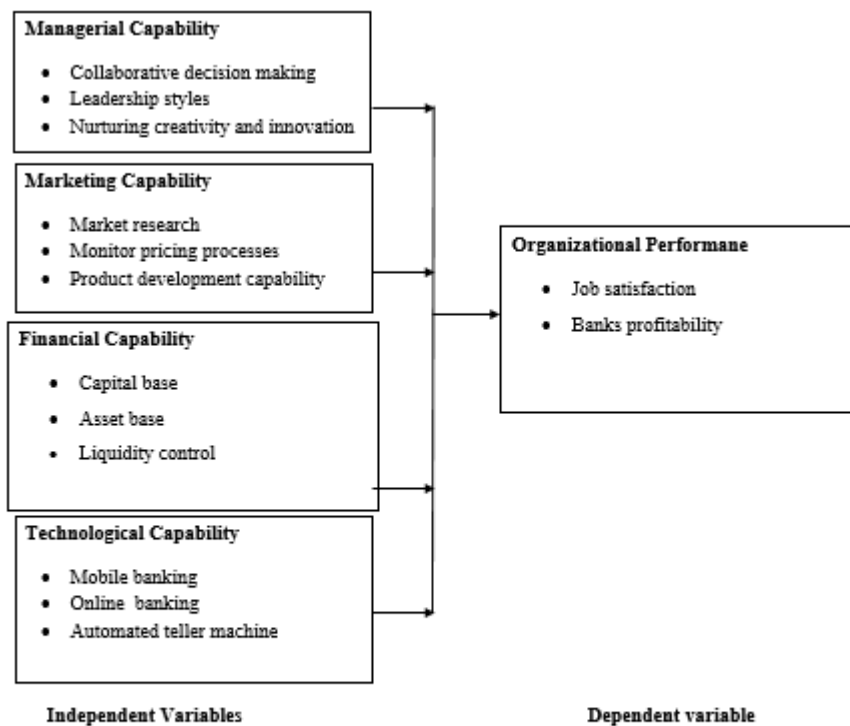 Managerial Capability
• Collaborative decision making
• Leadership styles
• Nurturing creativity and innovation
Marketing Capability
• Market research
• Monitor pricing processes
• Product development capability
Financial Capability
• Capital base
• Asset base
• Liquidity control
Technological Capability
• Mobile banking
• Online banking
• Automated teller machine
Organizational Performane
• Job satisfaction
• Banks profitability
Independent Variables
Dependent variable